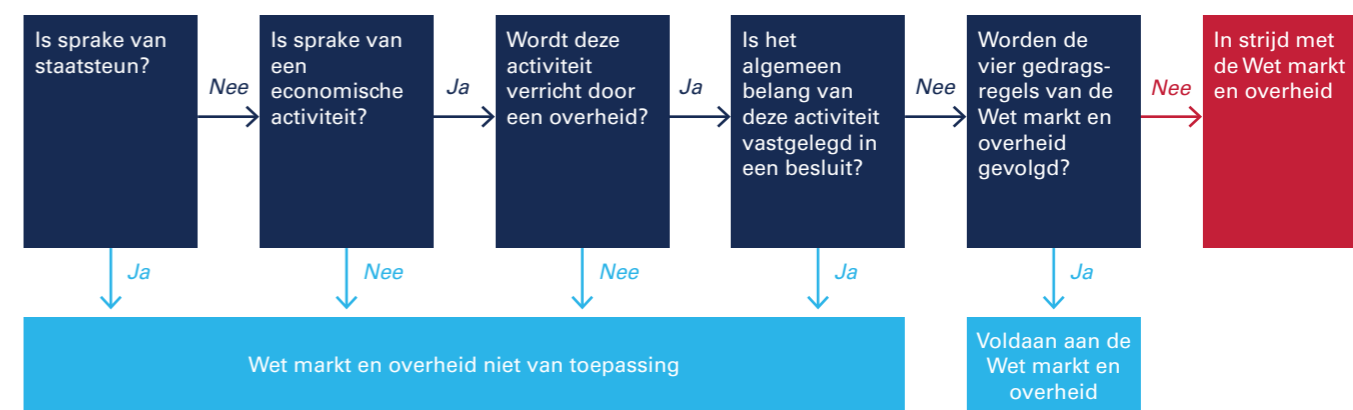 Is sprake van
staatsteun?
Nee
Is sprake van
een
economische
activiteit?
Ja
Wordt deze
activiteit
verricht door
een overheid?
Ja
Is het
algemeen
belang van
deze activiteit
vastgelegd in
een besluit?
Nee
Worden de
vier gedrags-
regels van de
Wet markt en
overheid
gevolgd?
Nee
In strijd met
de Wet markt
en overheid
Ja
Nee
Nee
Ja
Ja
Wet markt en overheid niet van toepassing
Voldaan aan de
Wet markt en
overheid